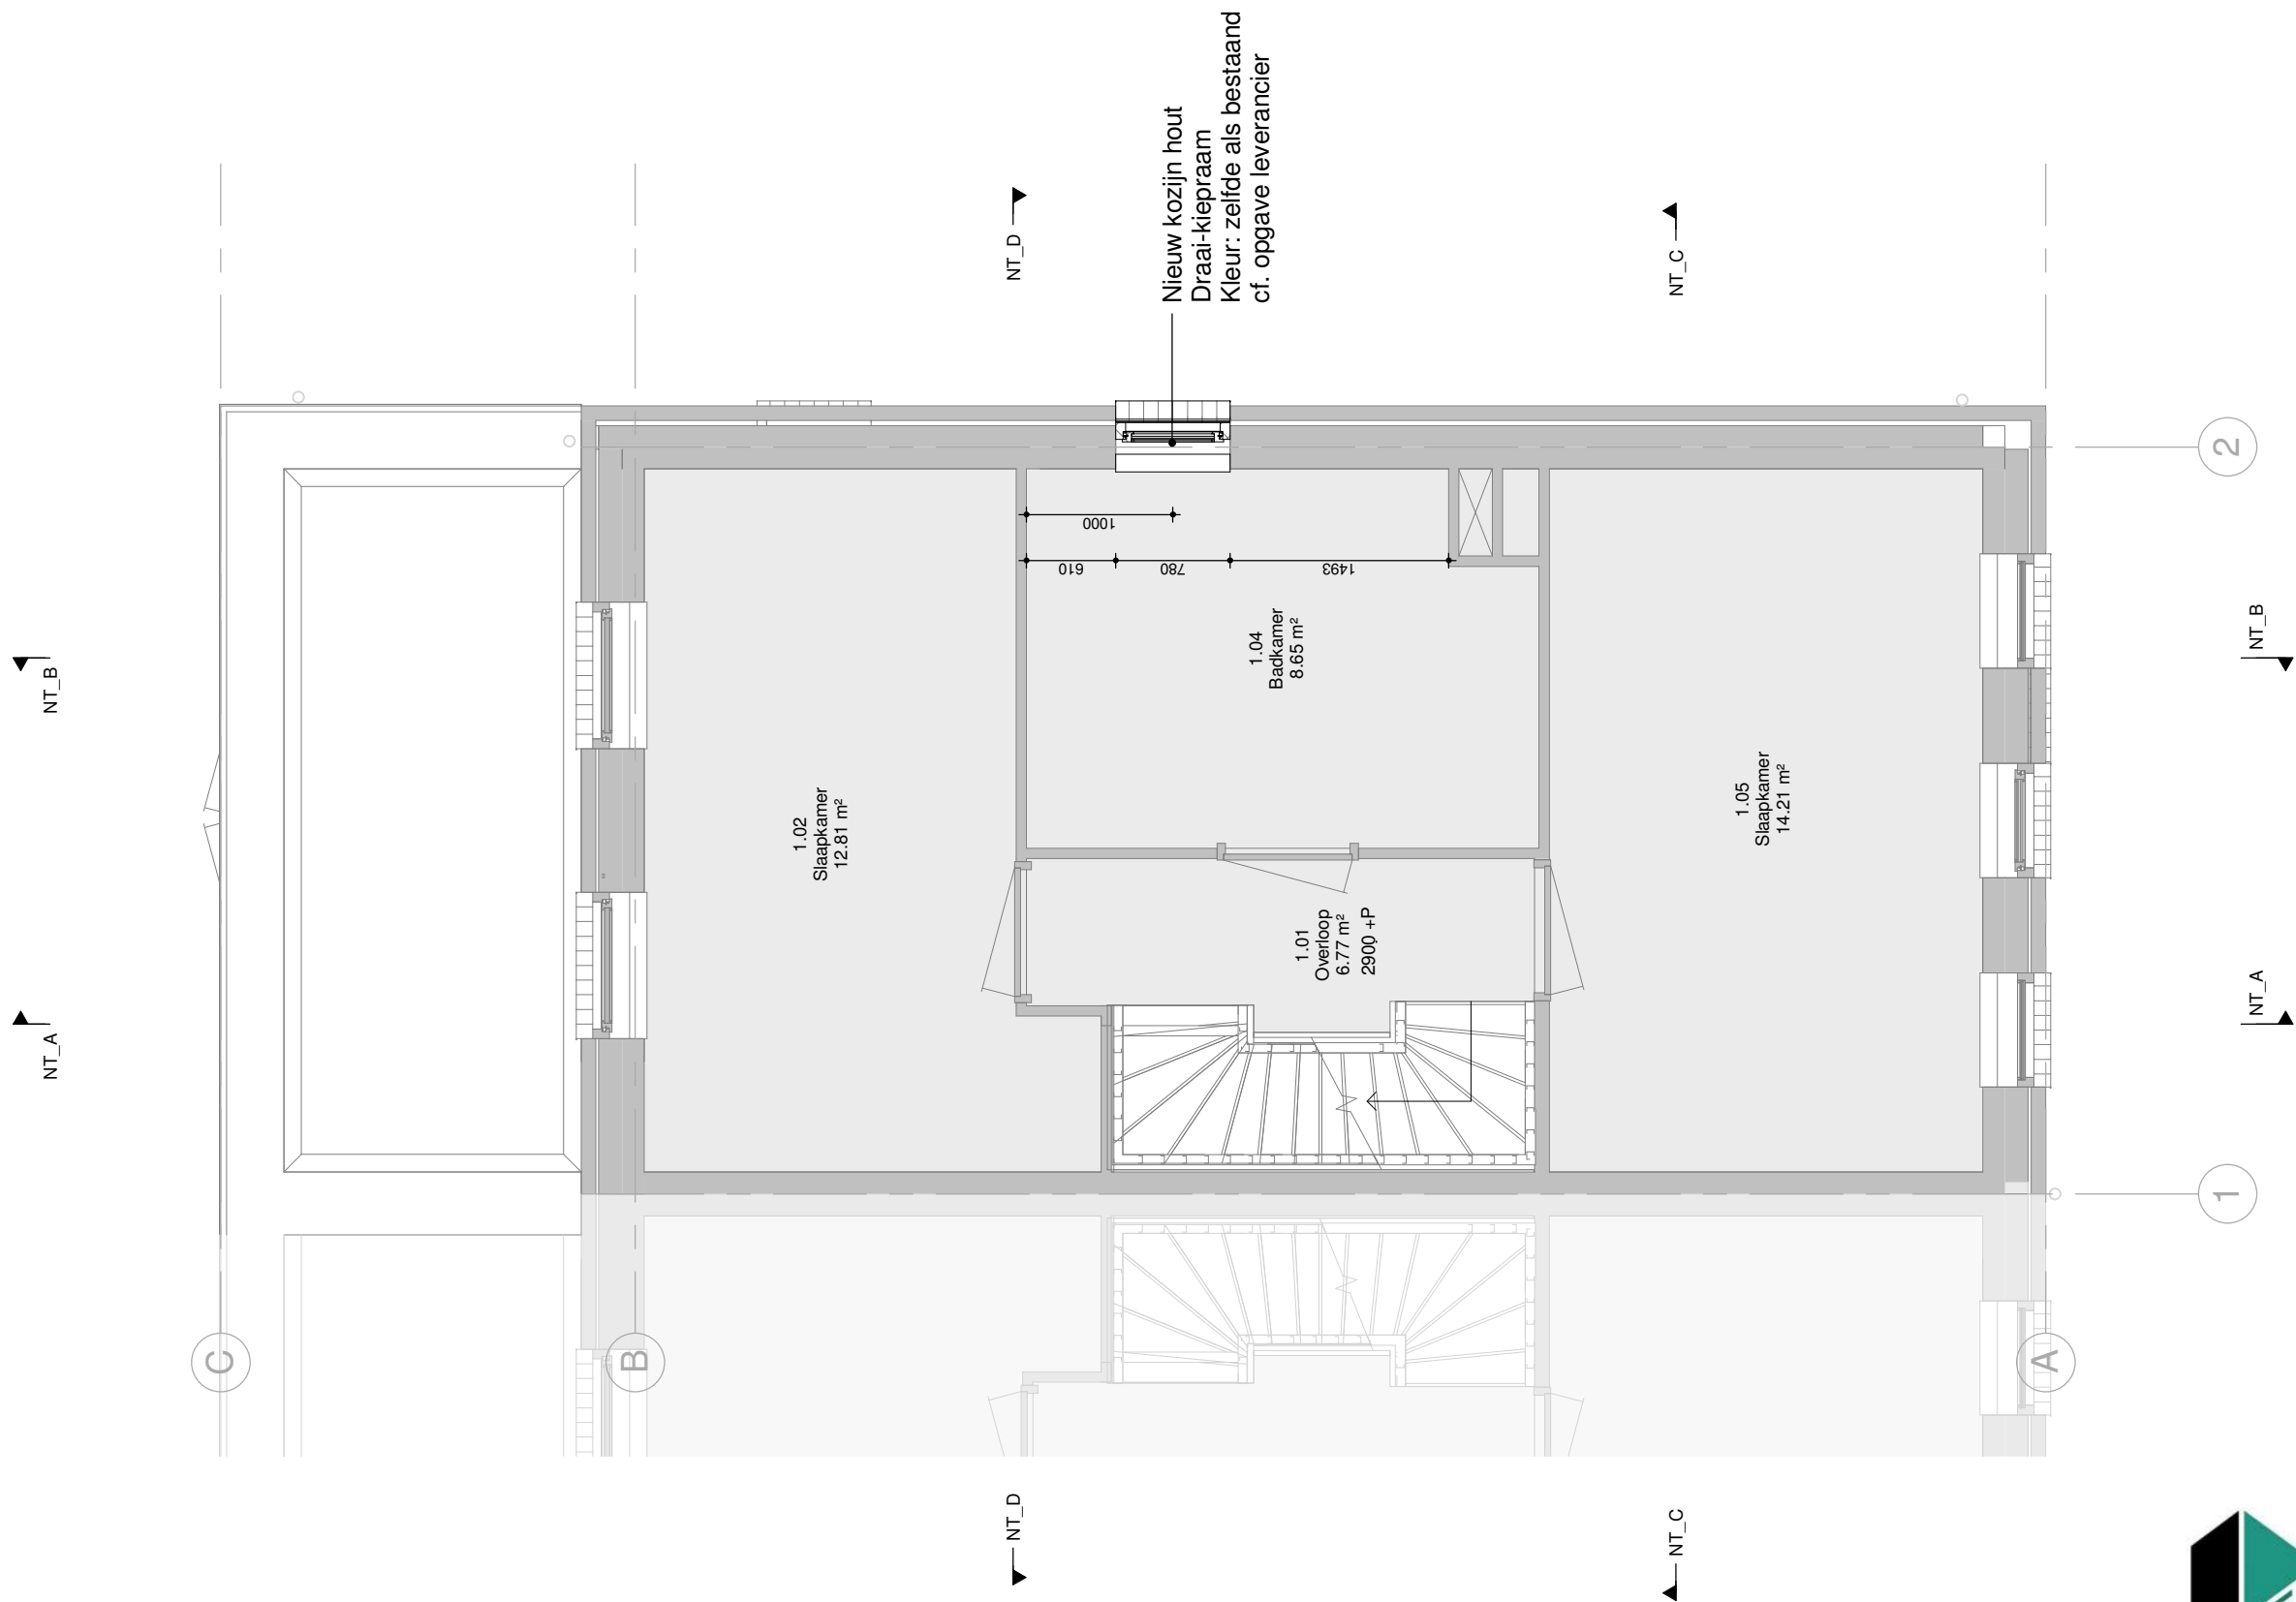 Nieuw kozijn hout
Draai-kiepraam
Kleur: zelfde als bestaand
cf. opgave leverancier
NT_D
NT_C
2
1000
610
780
1493
NT_B
NT_B
1.04
Badkamer
8.65 m²
1.02
Slaapkamer
12.81 m²
1.05
Slaapkamer
14.21 m²
1.01
Overloop
6.77 m²
2900 +P
NT_A
NT_A
1
C
B
A
NT_D
NT_C